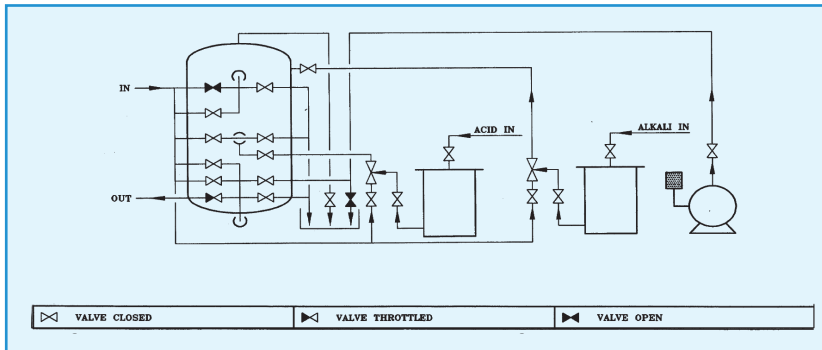 IN
ACID IN
ALKALI IN
OUT
VALVE CLOSED
VALVE THROTTLED
VALVE OPEN